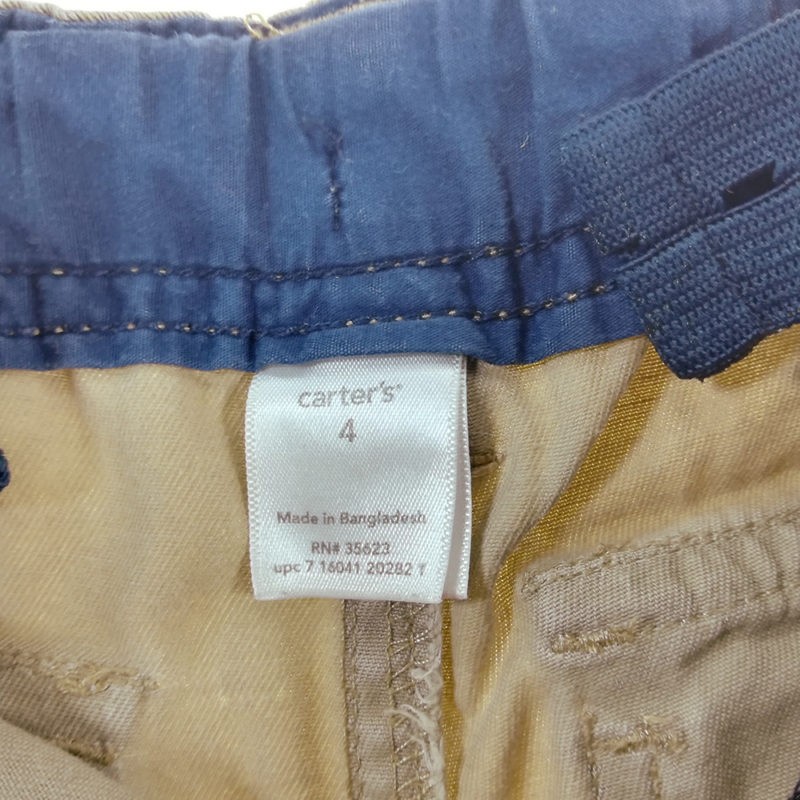 carter's®
4
Made in Bangladesh
RN# 35623
upc 7 16041 20282 7